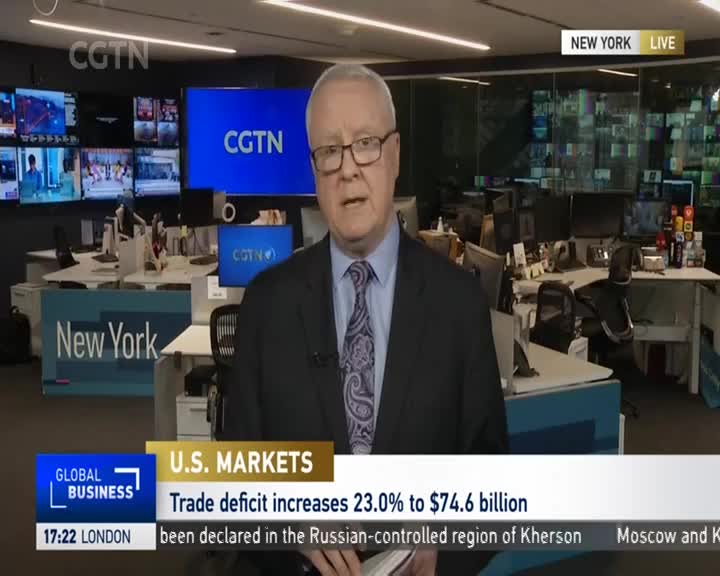 CGTN
NEW YORK LIVE
CGTN
CGTN
New York
U.S. MARKETS
GLOBAL BUSINESS
Trade deficit increases 23.0% to $74.6 billion
17:22 LONDON
been declared in the Russian-controlled region of Kherson Moscow and K